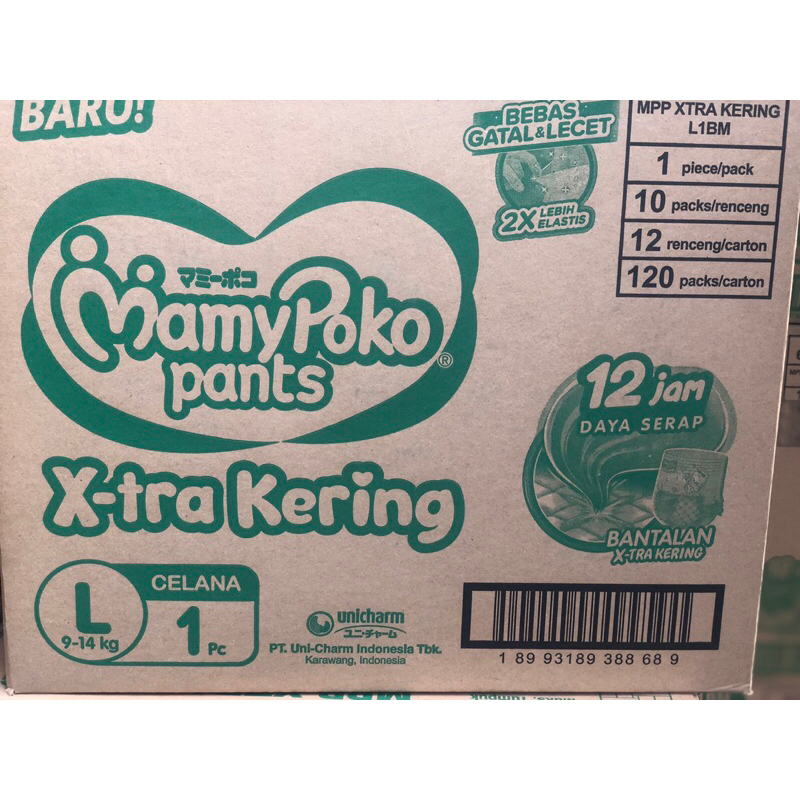 BARU!
BEBAS
GATAL&LECET
2X LEBIH
ELASTIS
MPP XTRA KERING
L1BM
1 piece/pack
10 packs/renceng
12 renceng/carton
120 packs/carton
マミーポコ
MamyPoko®
pants
X-tra Kering
12 jam
DAYA SERAP
BANTALAN
X-TRA KERING
L
9-14 kg
CELANA
1 Pc
unicharm
ユニ・チャーム
PT. Uni-Charm Indonesia Tbk.
Karawang, Indonesia
1 89 93189 388 68 9